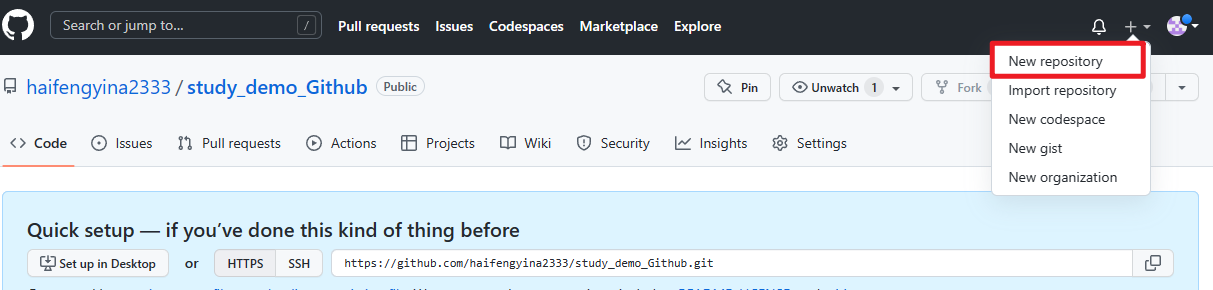 Search or jump to... /
Pull requests Issues Codespaces Marketplace Explore
New repository
Import repository
New codespace
New gist
New organization
haifengyina2333 / study_demo_Github Public
Pin Unwatch 1 Fork
Code Issues Pull requests Actions Projects Wiki Security Insights Settings
Quick setup — if you've done this kind of thing before
Set up in Desktop or HTTPS SSH https://github.com/haifengyina2333/study_demo_Github.git